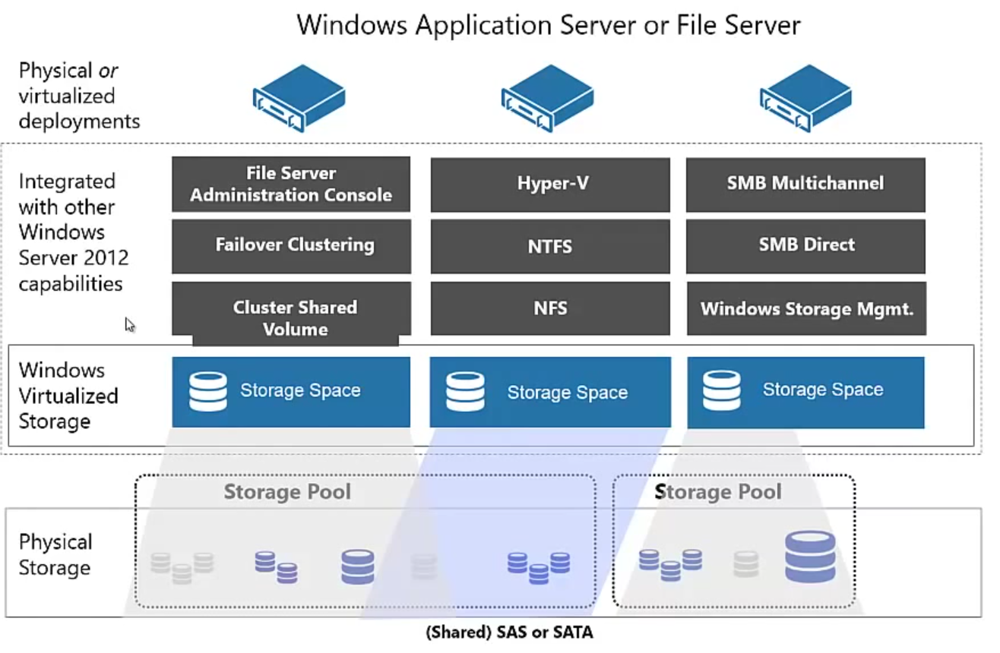 Windows Application Server or File Server
Physical or
virtualized
deployments
Integrated
with other
Windows
Server 2012
capabilities
File Server
Administration Console
Hyper-V
SMB Multichannel
Failover Clustering
NTFS
SMB Direct
Cluster Shared
Volume
NFS
Windows Storage Mgmt.
Windows
Virtualized
Storage
Storage Space
Storage Space
Storage Space
Storage Pool
Storage Pool
Physical
Storage
(Shared) SAS or SATA